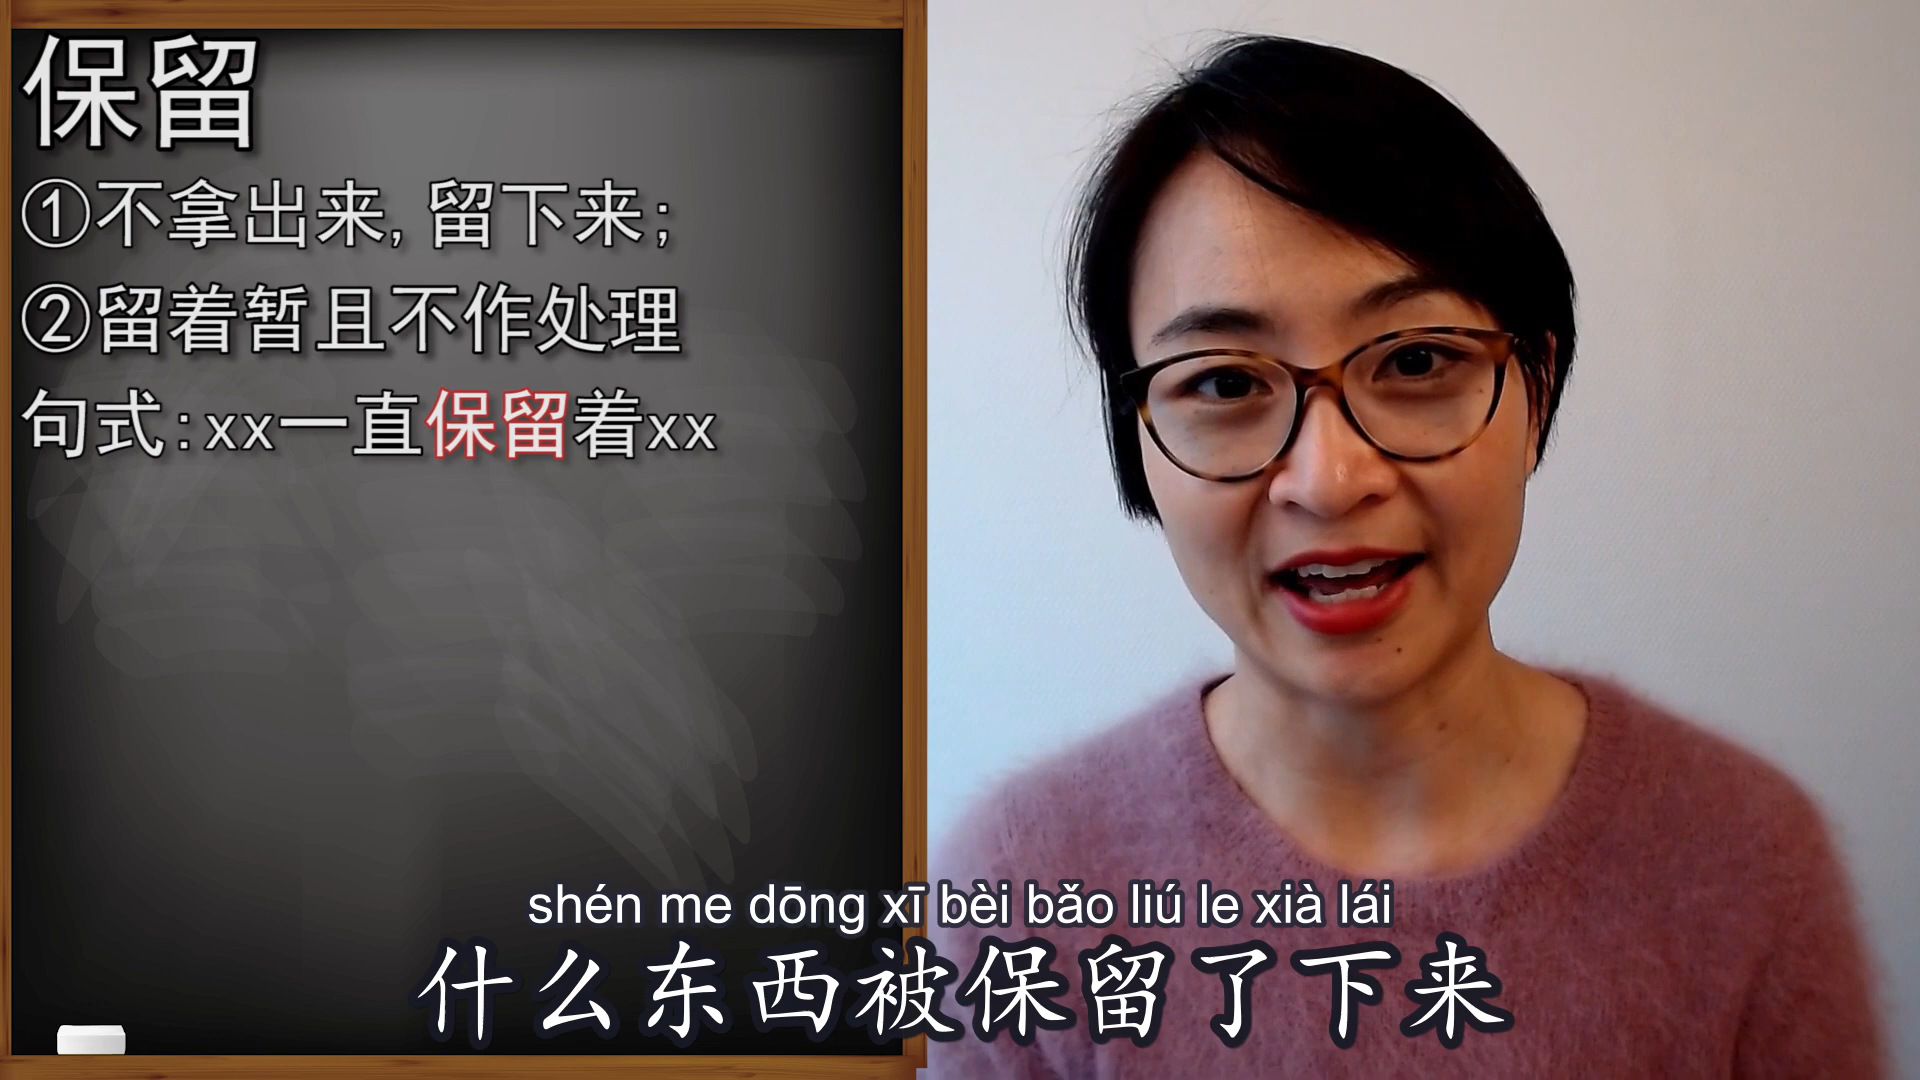 保留
①不拿出来,留下来;
②留着暂且不作处理
句式:xx一直保留着xx
shén me dōng xī bèi bǎo liú le xià lái
什么东西被保留了下来